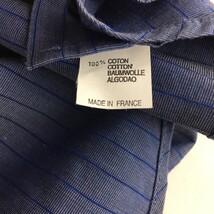 100% COTON
COTTON
BAUMWOLLE
ALGODAO
MADE IN FRANCE